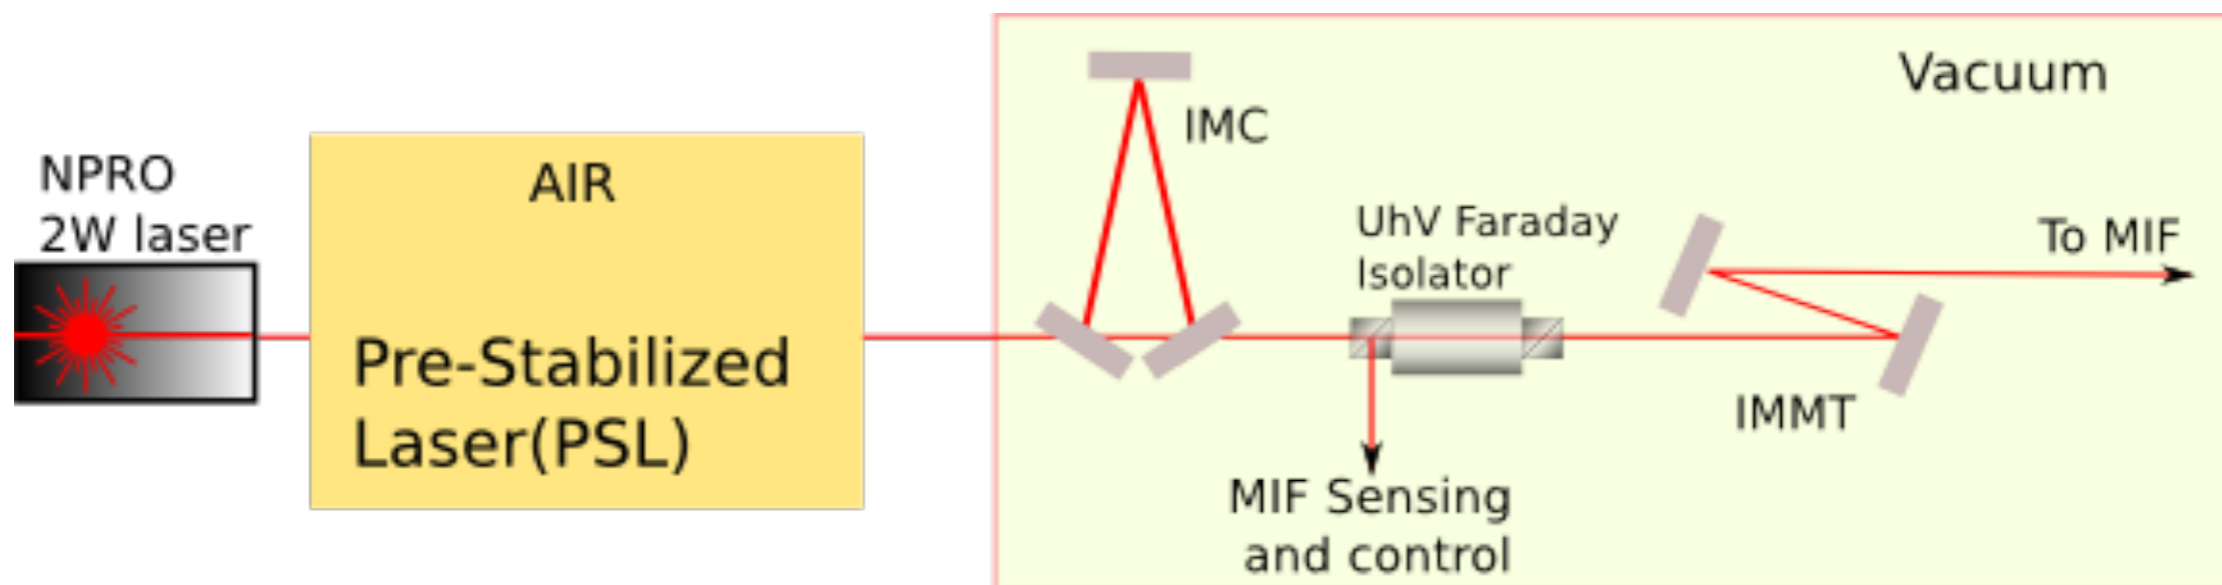 NPRO
2W laser
AIR
Pre-Stabilized
Laser(PSL)
Vacuum
IMC
UhV Faraday
Isolator
To MIF
IMMT
MIF Sensing
and control